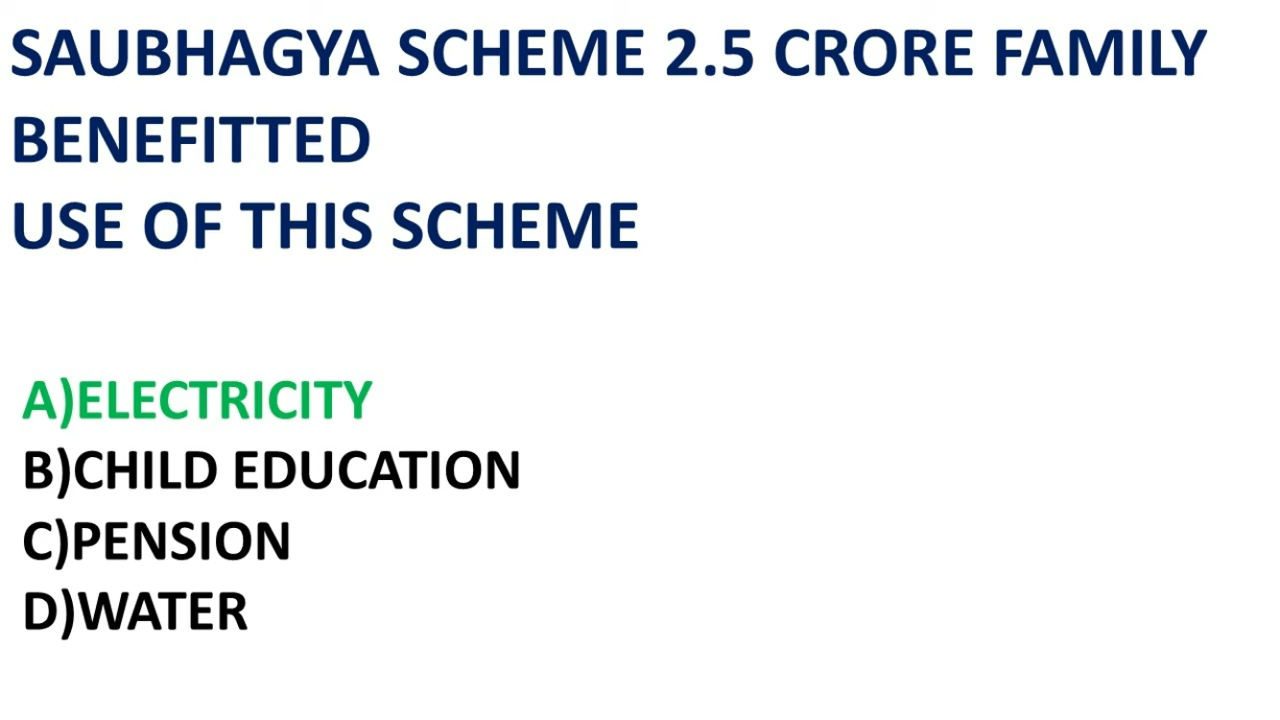 SAUBHAGYA SCHEME 2.5 CRORE FAMILY
BENEFITTED
USE OF THIS SCHEME
A)ELECTRICITY
B)CHILD EDUCATION
C)PENSION
D)WATER